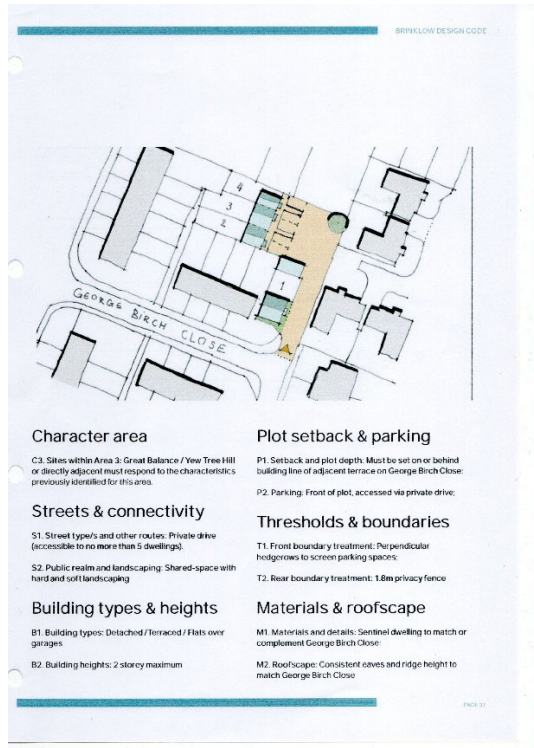 BRINKLOW DESIGN CODE
4
3
2
1
GEORGE BIRCH CLOSE
Character area
C3. Sites within Area 3: Great Balance / Yew Tree Hill
or directly adjacent must respond to the characteristics
previously identified for this area.
Streets & connectivity
S1. Street type/s and other routes: Private drive
(accessible to no more than 5 dwellings).
S2. Public realm and landscaping: Shared-space with
hard and soft landscaping
Building types & heights
B1. Building types: Detached / Terraced / Flats over
garages
B2. Building heights: 2 storey maximum
Plot setback & parking
P1. Setback and plot depth: Must be set on or behind
building line of adjacent terrace on George Birch Close;
P2. Parking: Front of plot, accessed via private drive;
Thresholds & boundaries
T1. Front boundary treatment: Perpendicular
hedgerows to screen parking spaces;
T2. Rear boundary treatment: 1.8m privacy fence
Materials & roofscape
M1. Materials and details: Sentinel dwelling to match or
complement George Birch Close;
M2. Roofscape: Consistent eaves and ridge height to
match George Birch Close
PAGE